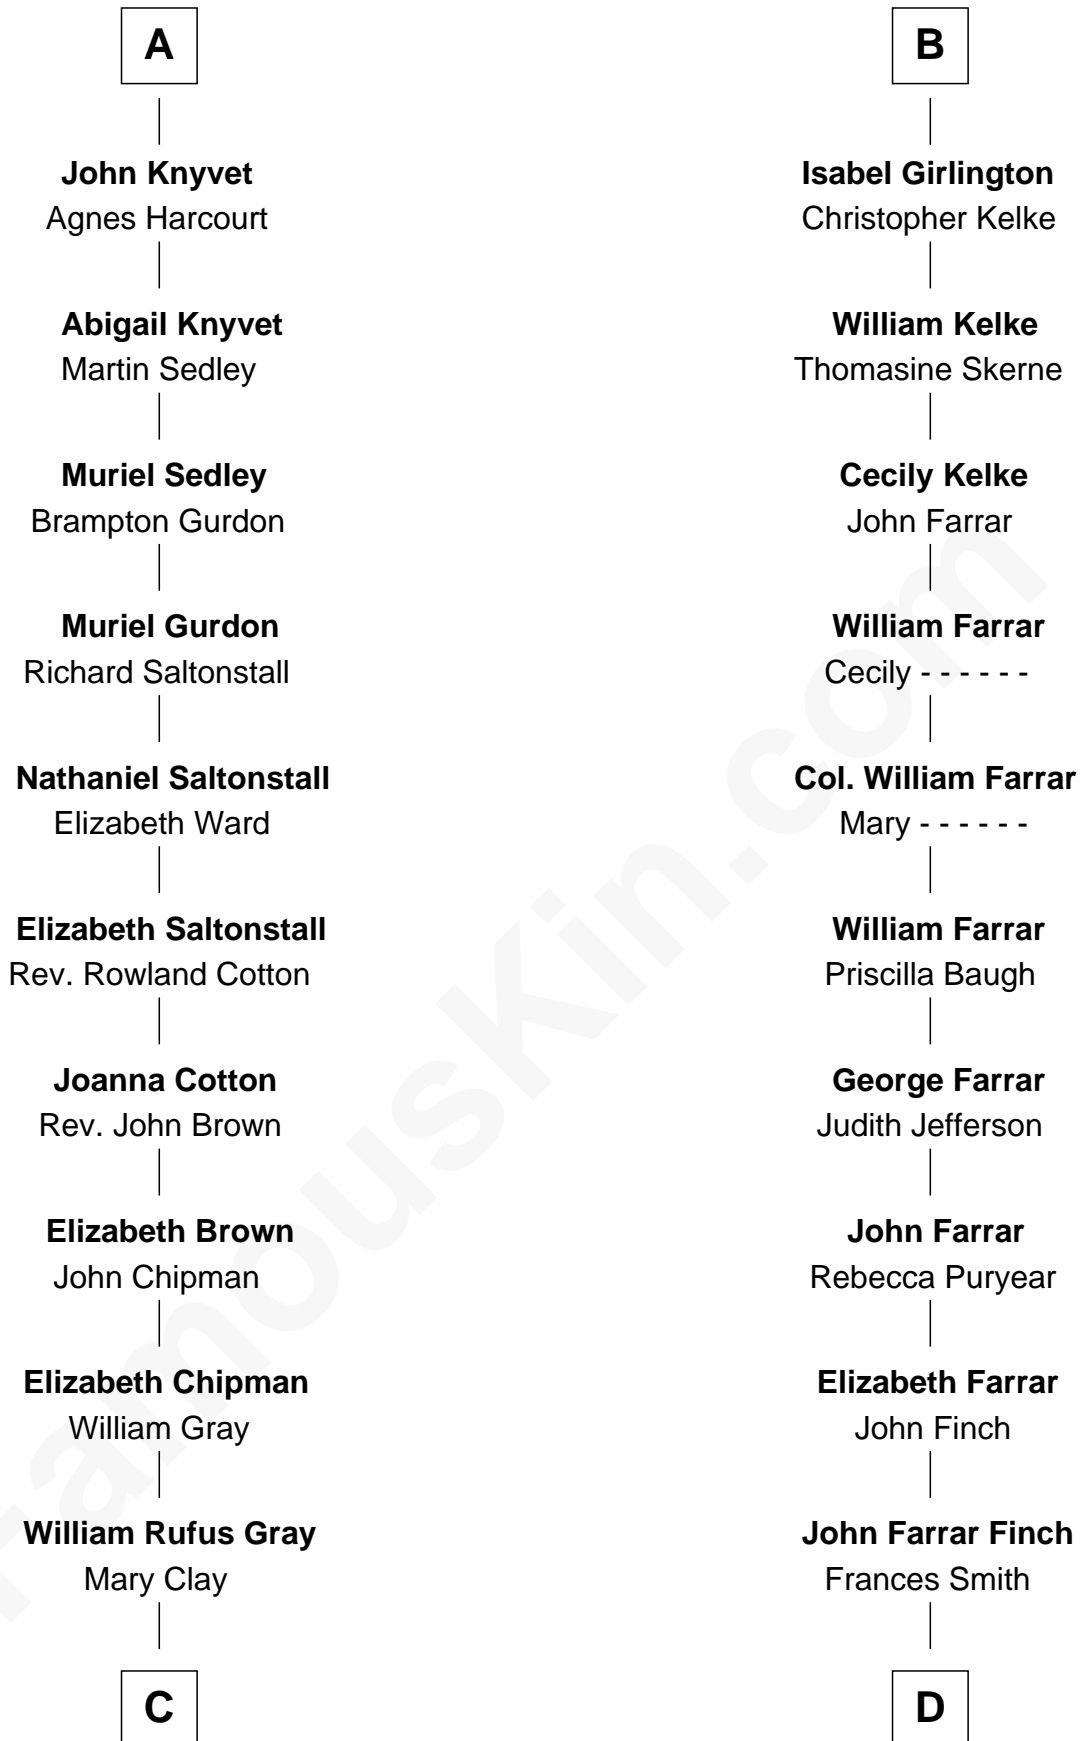 A
John Knyvet
Agnes Harcourt
Abigail Knyvet
Martin Sedley
Muriel Sedley
Brampton Gurdon
Muriel Gurdon
Richard Saltonstall
Nathaniel Saltonstall
Elizabeth Ward
Elizabeth Saltonstall
Rev. Rowland Cotton
Joanna Cotton
Rev. John Brown
Elizabeth Brown
John Chipman
Elizabeth Chipman
William Gray
William Rufus Gray
Mary Clay
C
B
Isabel Girlington
Christopher Kelke
William Kelke
Thomasine Skerne
Cecily Kelke
John Farrar
William Farrar
Cecily - - - - - -
Col. William Farrar
Mary - - - - - -
William Farrar
Priscilla Baugh
George Farrar
Judith Jefferson
John Farrar
Rebecca Puryear
Elizabeth Farrar
John Finch
John Farrar Finch
Frances Smith
D
FamousKin.com